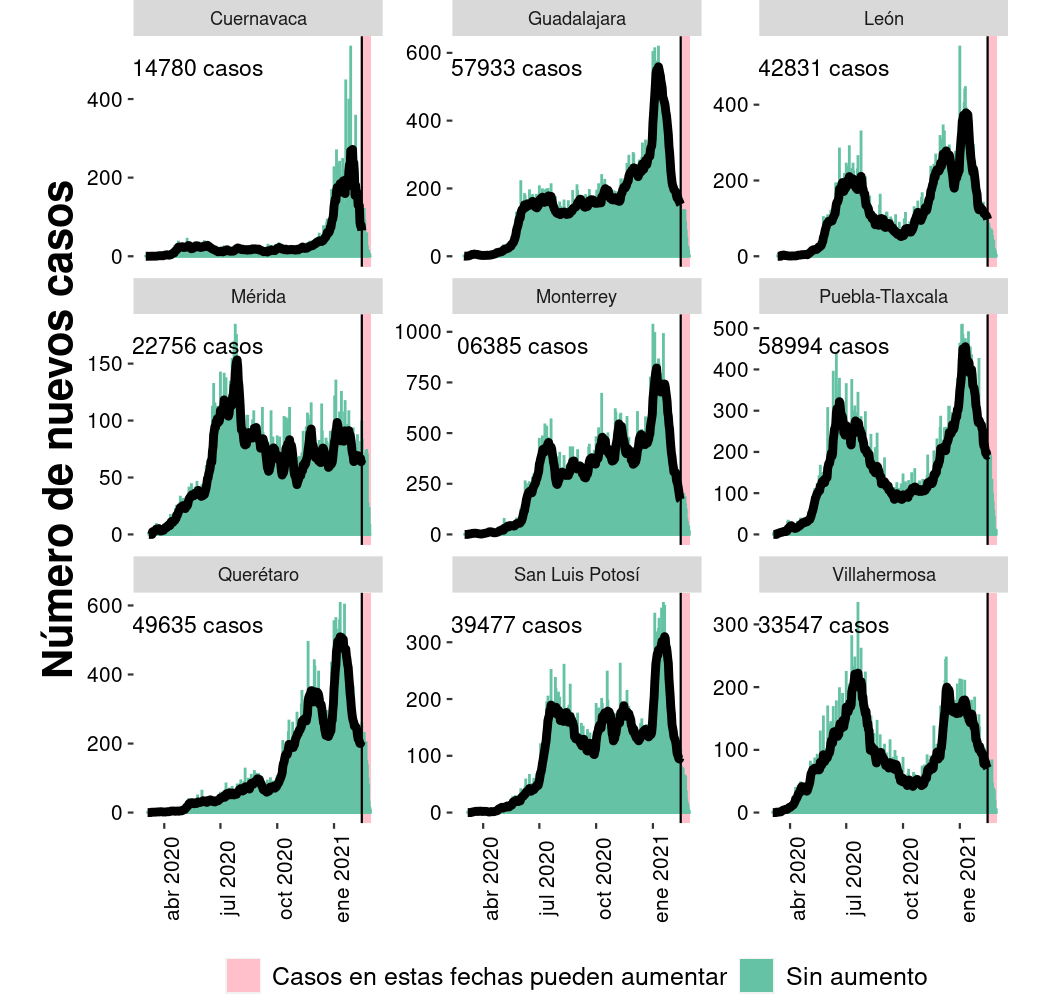 Número de nuevos casos
Cuernavaca
14780 casos
400
200
0
Guadalajara
57933 casos
600
400
200
0
León
42831 casos
400
200
0
Mérida
22756 casos
150
100
50
0
Monterrey
06385 casos
1000
750
500
250
0
Puebla-Tlaxcala
58994 casos
500
400
300
200
100
0
Querétaro
49635 casos
600
400
200
0
San Luis Potosí
39477 casos
300
200
100
0
Villahermosa
33547 casos
300
200
100
0
abr 2020
jul 2020
oct 2020
ene 2021
abr 2020
jul 2020
oct 2020
ene 2021
abr 2020
jul 2020
oct 2020
ene 2021
Casos en estas fechas pueden aumentar
Sin aumento